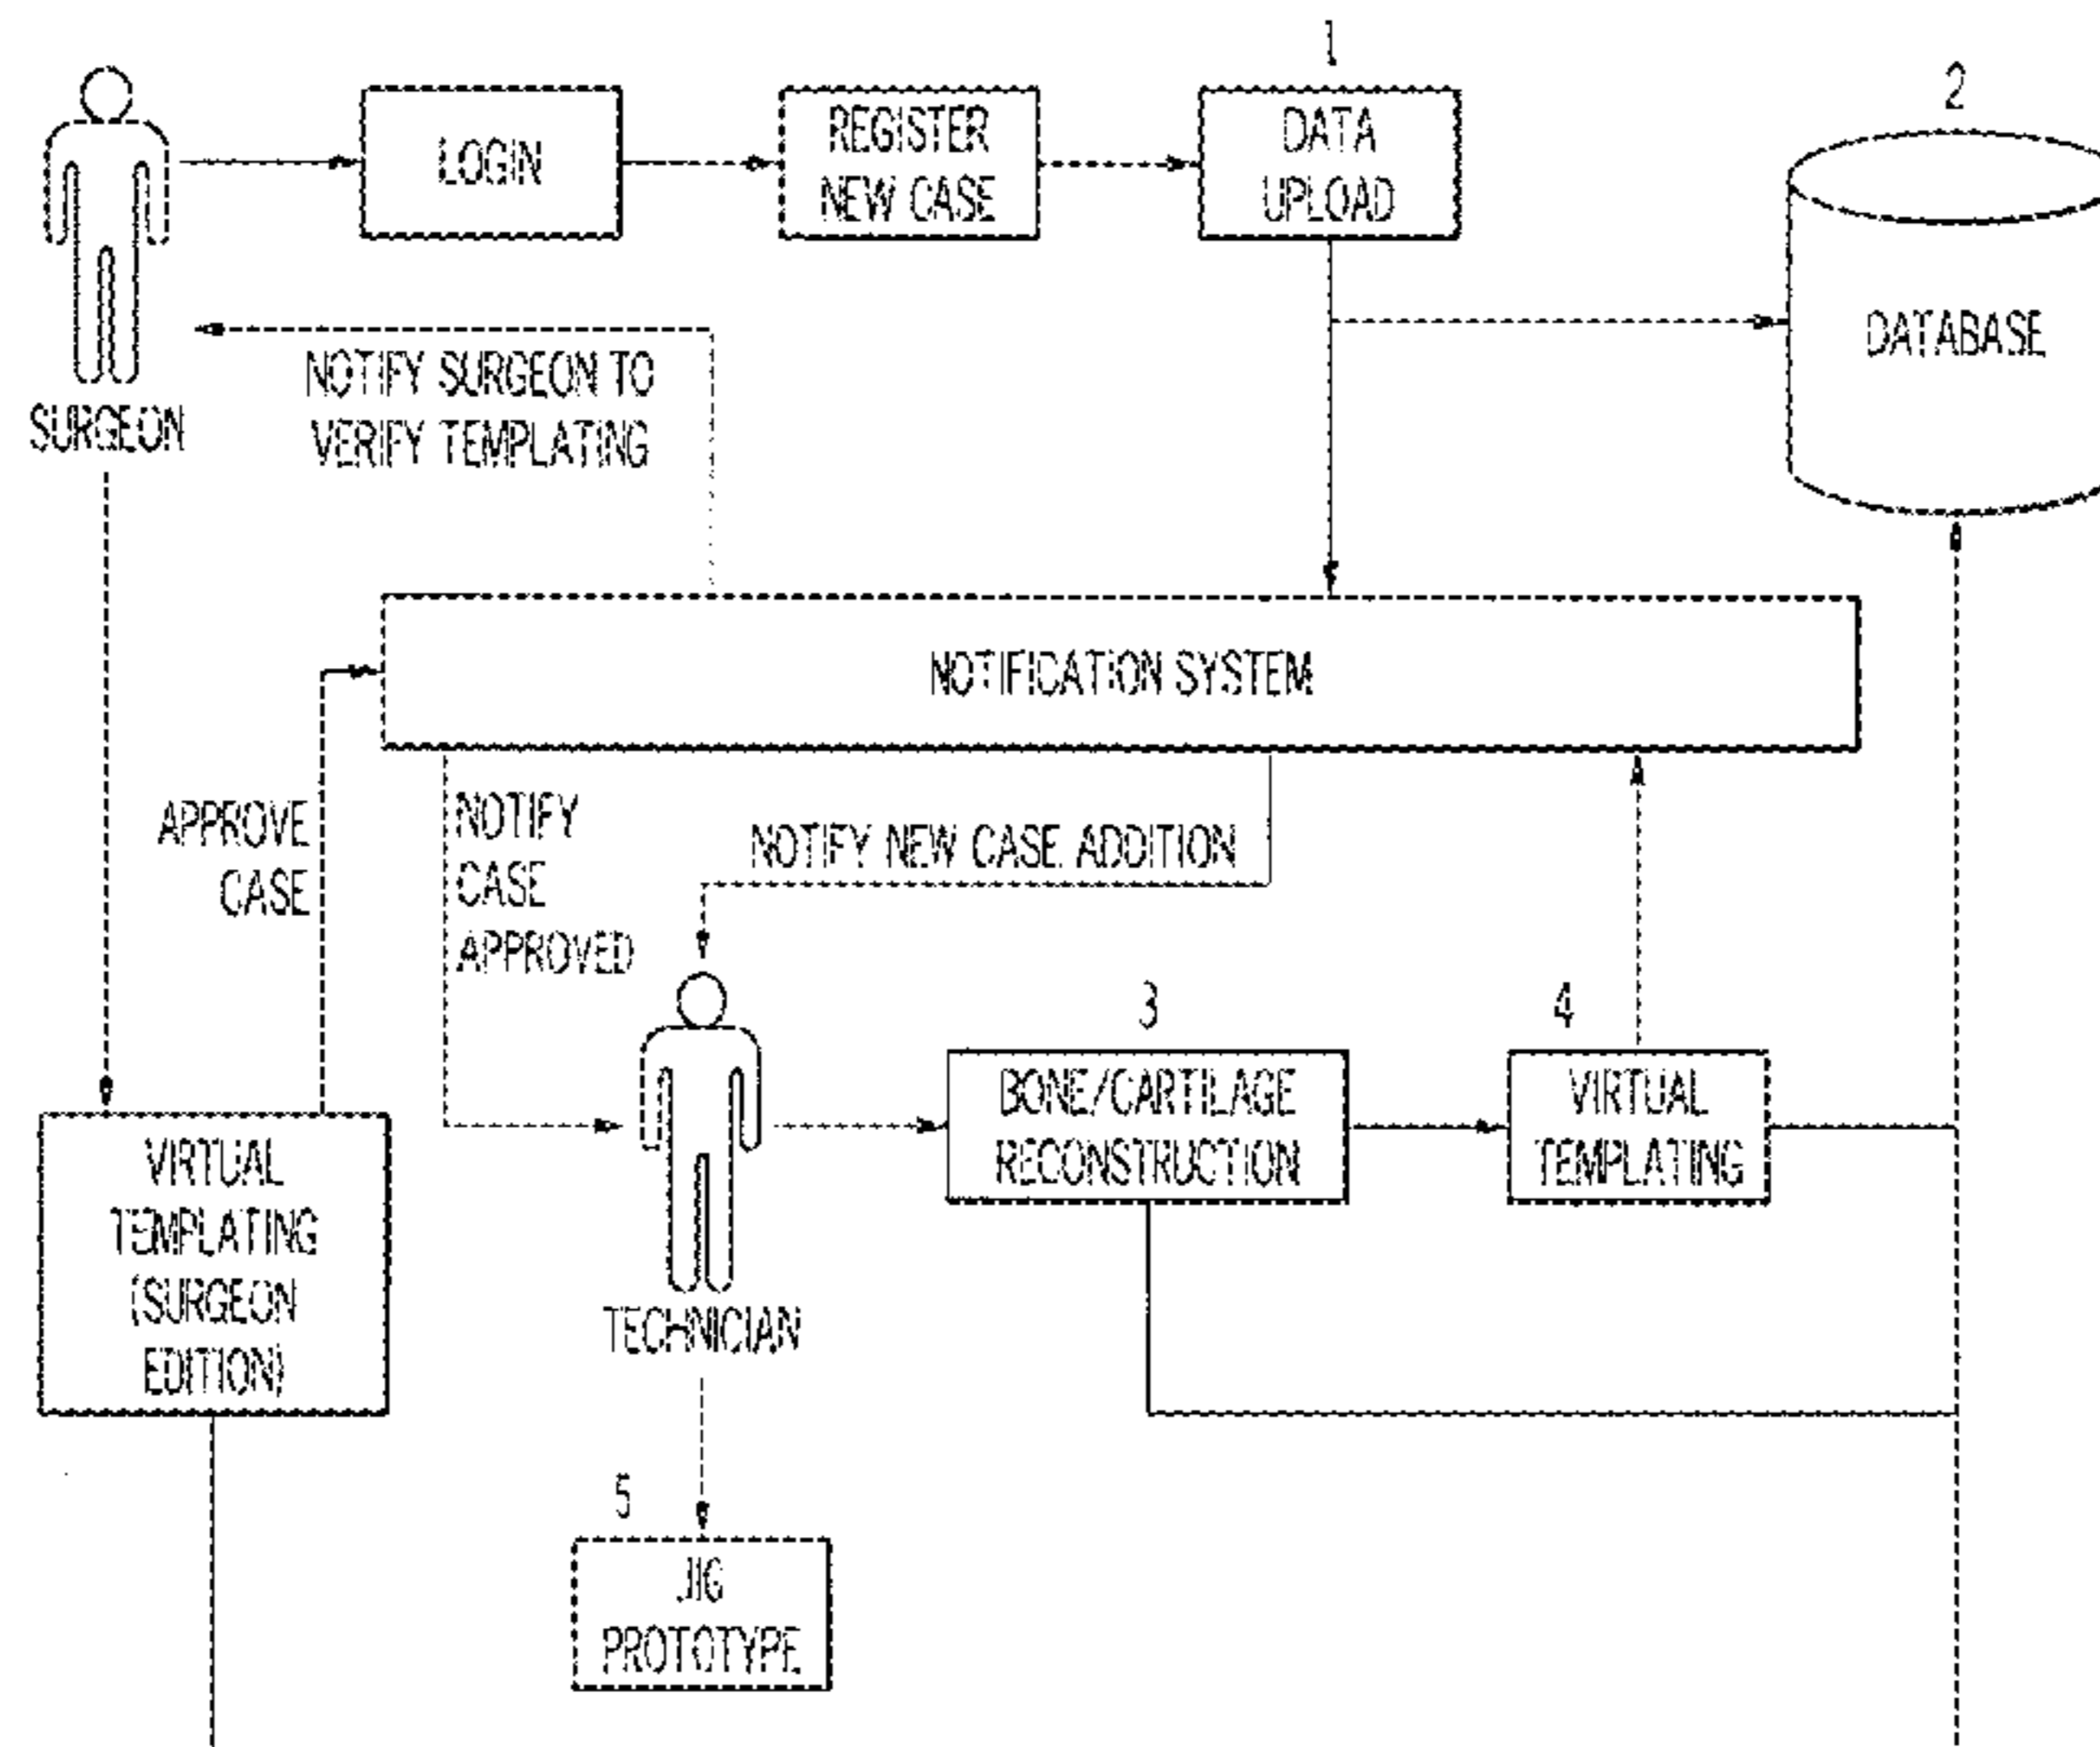 1
2
LOGIN
REGISTER
NEW CASE
DATA
UPLOAD
DATABASE
SURGEON
NOTIFY SURGEON TO
VERIFY TEMPLATING
NOTIFICATION SYSTEM
APPROVE
CASE
NOTIFY
CASE
APPROVED
NOTIFY NEW CASE ADDITION
3
4
BONE/CARTILAGE
RECONSTRUCTION
VIRTUAL
TEMPLATING
VIRTUAL
TEMPLATING
(SURGEON
EDITION)
TECHNICIAN
5
JIG
PROTOTYPE